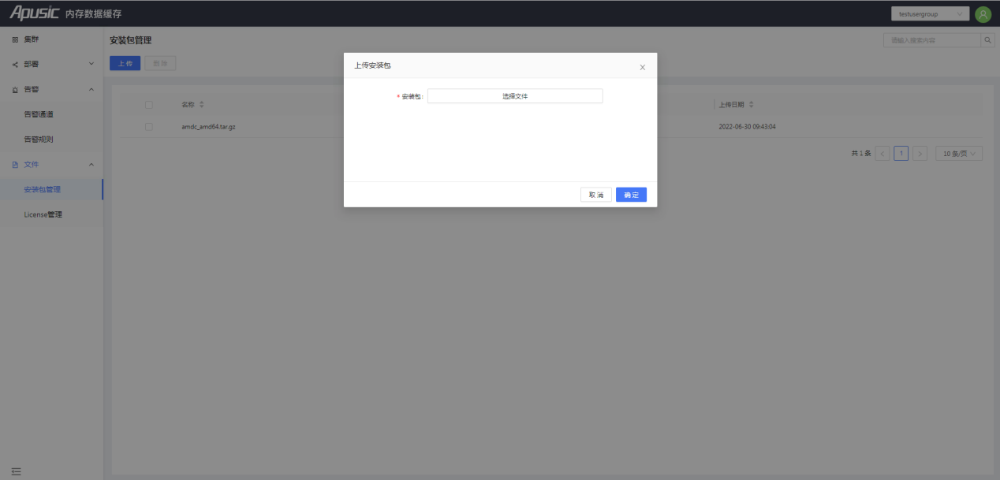 Apusic 内存数据缓存
testusergroup
集群
部署
告警
告警通道
告警规则
文件
安装包管理
License管理
安装包管理
请输入搜索内容
上传 删除
名称
上传日期
amdc_amd64.tar.gz
2022-06-30 09:43:04
共 1 条
1
10 条/页
上传安装包
* 安装包:
选择文件
取消 确定